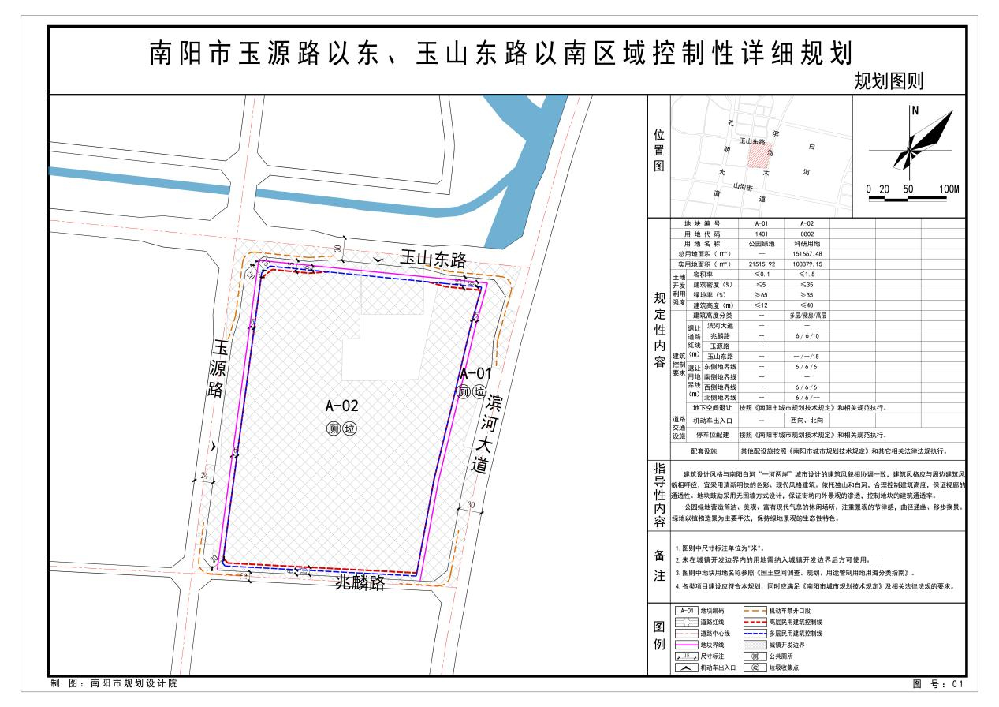 南阳市玉源路以东、玉山东路以南区域控制性详细规划
规划图则
玉山东路
玉源路
滨河大道
兆麟路
A-01
厕 垃
A-02
厕 垃
30
20
15
6
6
24
30
20
12
位置图
孔明大道
滨河大道
白河
玉山东路
山河街
N
0 20 50 100M
规定性内容
地块编号 A-01 A-02
用地代码 1401 0802
用地名称 公园绿地 科研用地
总用地面积（㎡） — 151667.48
实用地面积（㎡） 21515.92 108879.15
土地开发利用强度
容积率 ≤0.1 ≤1.5
建筑密度（%） ≤5 ≤35
绿地率（%） ≥65 ≥35
建筑高度（m） ≤12 ≤40
建筑控制要求
建筑高度分类 — 多层/裙房/高层
退让道路红线(m)
滨河大道 — —
兆麟路 — 6/6/10
玉源路 — —
玉山东路 — —/—/15
退让用地界线(m)
东侧地界线 — 6/6/6
南侧地界线 — —
西侧地界线 — 6/6/6
北侧地界线 — 6/6/—
地下空间退让 按照《南阳市城市规划技术规定》和相关规范执行。
道路交通设施
机动车出入口 — 西向、北向
停车位配建 按照《南阳市城市规划技术规定》和相关规范执行。
配套设施 其他配设施按照《南阳市城市规划技术规定》和其它相关法律法规执行。
指导性内容
建筑设计风格与南阳白河“一河两岸”城市设计的建筑风貌相协调一致，建筑风格应与周边建筑风
貌相呼应，宜采用清新明快的色彩、现代风格建筑。依托独山和白河，合理控制建筑高度，保证视廊的
通透性。地块鼓励采用无围墙方式设计，保证街坊内外景观的渗透，控制地块的建筑通透率。
公园绿地营造简洁、美观、富有现代气息的休闲场所。注重景观的节律感，曲径通幽、移步换景。
绿地以植物造景为主要手法，保持绿地景观的生态性特色。
备注
1. 图则中尺寸标注单位为"米"。
2. 未在城镇开发边界内的用地需纳入城镇开发边界后方可使用。
3. 图则中地块用地名称参照《国土空间调查、规划、用途管制用地用海分类指南》。
4. 各类项目建设应符合本规划，同时应满足《南阳市城市规划技术规定》及相关法律法规的要求。
图例
A-01 地块编码 机动车禁开口段
道路红线 高层民用建筑控制线
道路中心线 多层民用建筑控制线
地块界线 城镇开发边界
15 尺寸标注 厕 公共厕所
机动车出入口 垃 垃圾收集点
制 图：南阳市规划设计院
图 号：01